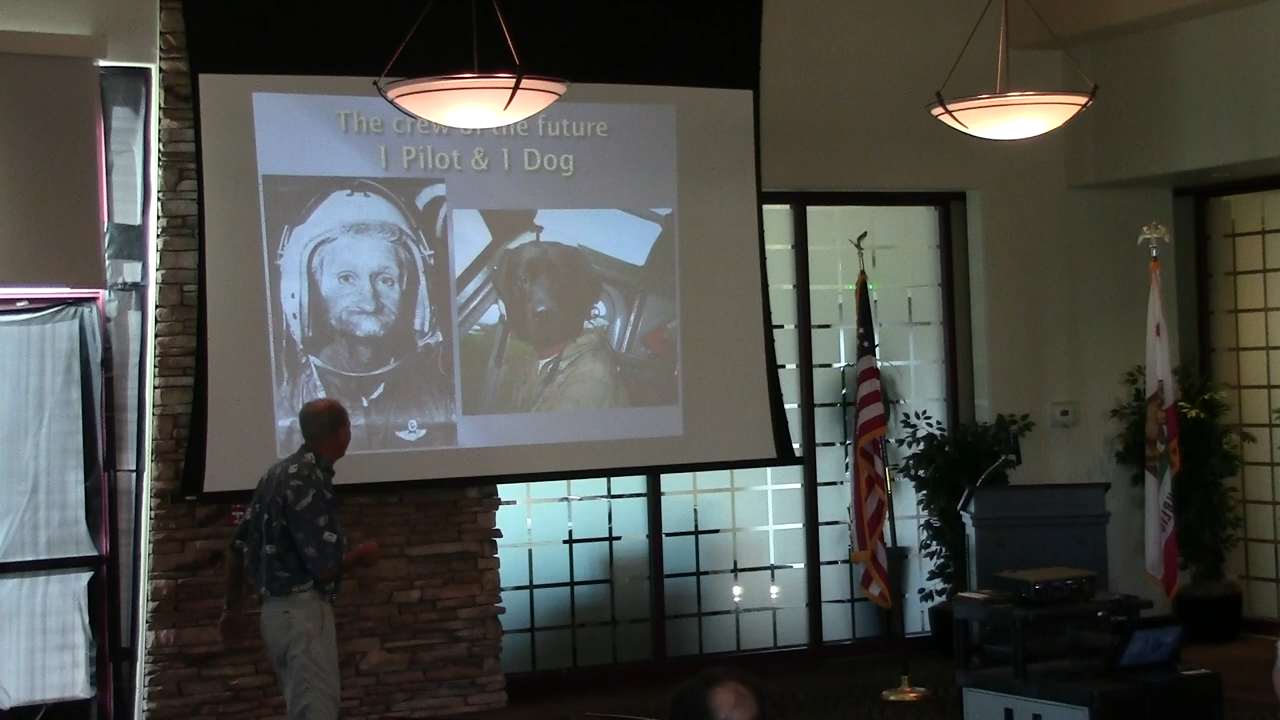 The crew of the future
1 Pilot & 1 Dog